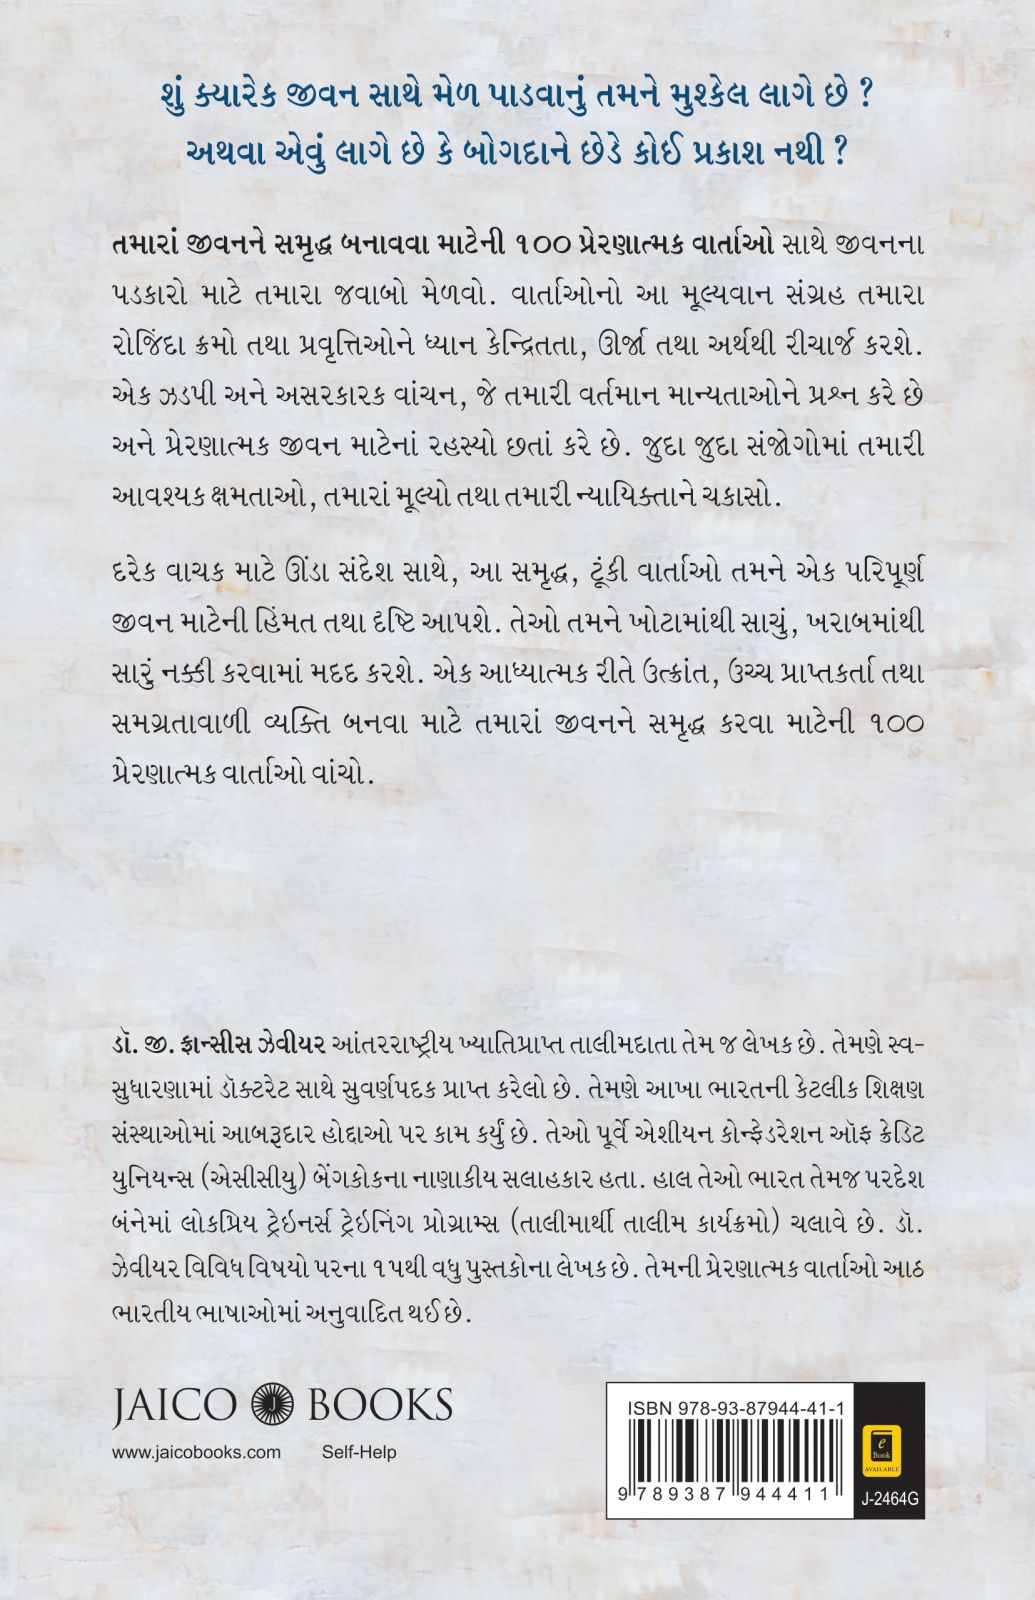 શું ક્યારેક જીવન સાથે મેળ પાડવાનું તમને મુશ્કેલ લાગે છે ?
અથવા એવું લાગે છે કે બોગદાને છેડે કોઈ પ્રકાશ નથી ?
તમારાં જીવનને સમૃદ્ધ બનાવવા માટેની ૧૦૦ પ્રેરણાત્મક વાર્તાઓ સાથે જીવનના
પડકારો માટે તમારા જવાબો મેળવો. વાર્તાઓનો આ મૂલ્યવાન સંગ્રહ તમારા
રોજિંદા ક્રમો તથા પ્રવૃત્તિઓને ધ્યાન કેન્દ્રિતતા, ઊર્જા તથા અર્થથી રીચાર્જ કરશે.
એક ઝડપી અને અસરકારક વાંચન, જે તમારી વર્તમાન માન્યતાઓને પ્રશ્ન કરે છે
અને પ્રેરણાત્મક જીવન માટેનાં રહસ્યો છતાં કરે છે. જુદા જુદા સંજોગોમાં તમારી
આવશ્યક ક્ષમતાઓ, તમારાં મૂલ્યો તથા તમારી ન્યાયિક્તાને ચકાસો.
દરેક વાચક માટે ઊંડા સંદેશ સાથે, આ સમૃદ્ધ, ટૂંકી વાર્તાઓ તમને એક પરિપૂર્ણ
જીવન માટેની હિંમત તથા દૃષ્ટિ આપશે. તેઓ તમને ખોટામાંથી સાચું, ખરાબમાંથી
સારું નક્કી કરવામાં મદદ કરશે. એક આધ્યાત્મક રીતે ઉત્ક્રાંત, ઉચ્ચ પ્રાપ્તકર્તા તથા
સમગ્રતાવાળી વ્યક્તિ બનવા માટે તમારાં જીવનને સમૃદ્ધ કરવા માટેની ૧૦૦
પ્રેરણાત્મક વાર્તાઓ વાંચો.
ડૉ. જી. ફ્રાન્સીસ ઝેવીયર આંતરરાષ્ટ્રીય ખ્યાતિપ્રાપ્ત તાલીમદાતા તેમ જ લેખક છે. તેમણે સ્વ-
સુધારણામાં ડૉક્ટરેટ સાથે સુવર્ણપદક પ્રાપ્ત કરેલો છે. તેમણે આખા ભારતની કેટલીક શિક્ષણ
સંસ્થાઓમાં આબરૂદાર હોદ્દાઓ પર કામ કર્યું છે. તેઓ પૂર્વે એશીયન કોન્ફેડરેશન ઑફ ક્રેડિટ
યુનિયન્સ (એસીસીયુ) બેંગકોકના નાણાકીય સલાહકાર હતા. હાલ તેઓ ભારત તેમજ પરદેશ
બંનેમાં લોકપ્રિય ટ્રેઇનર્સ ટ્રેઇનિંગ પ્રોગ્રામ્સ (તાલીમાર્થી તાલીમ કાર્યક્રમો) ચલાવે છે. ડૉ.
ઝેવીયર વિવિધ વિષયો પરના ૧૫થી વધુ પુસ્તકોના લેખક છે. તેમની પ્રેરણાત્મક વાર્તાઓ આઠ
ભારતીય ભાષાઓમાં અનુવાદિત થઈ છે.
JAICO J BOOKS
www.jaicobooks.com Self-Help
ISBN 978-93-87944-41-1
9 789387 944411
e Book
AVAILABLE
J-2464G